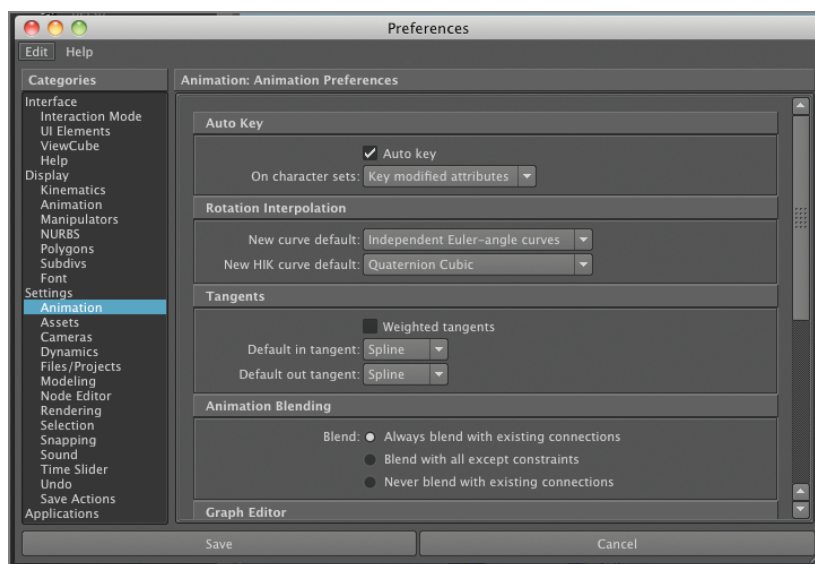 Preferences
Edit Help
Categories
Interface
Interaction Mode
UI Elements
ViewCube
Help
Display
Kinematics
Animation
Manipulators
NURBS
Polygons
Subdivs
Font
Settings
Animation
Assets
Cameras
Dynamics
Files/Projects
Modeling
Node Editor
Rendering
Selection
Snapping
Sound
Time Slider
Undo
Save Actions
Applications
Animation: Animation Preferences
Auto Key
Auto key
On character sets: Key modified attributes
Rotation Interpolation
New curve default: Independent Euler-angle curves
New HIK curve default: Quaternion Cubic
Tangents
Weighted tangents
Default in tangent: Spline
Default out tangent: Spline
Animation Blending
Blend: Always blend with existing connections
Blend with all except constraints
Never blend with existing connections
Graph Editor
Save Cancel